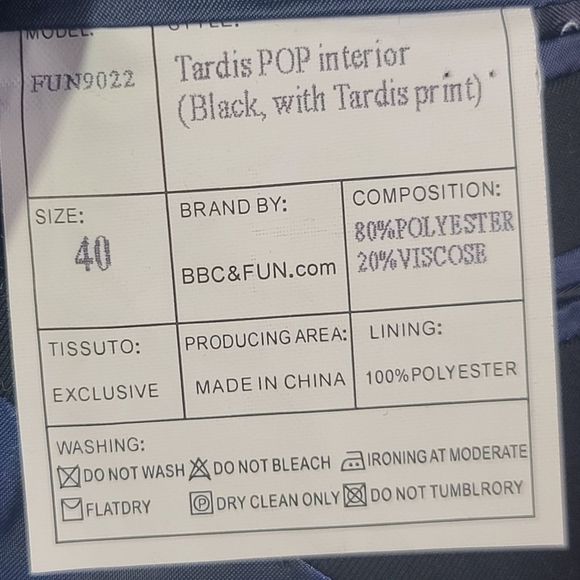 MODEL:
STYLE:
FUN9022
Tardis POP interior
(Black, with Tardis print)
SIZE:
40
BRAND BY:
BBC&FUN.com
COMPOSITION:
80%POLYESTER
20%VISCOSE
TISSUTO:
EXCLUSIVE
PRODUCING AREA:
MADE IN CHINA
LINING:
100%POLYESTER
WASHING:
DO NOT WASH DO NOT BLEACH IRONING AT MODERATE
FLATDRY P DRY CLEAN ONLY DO NOT TUMBLRORY